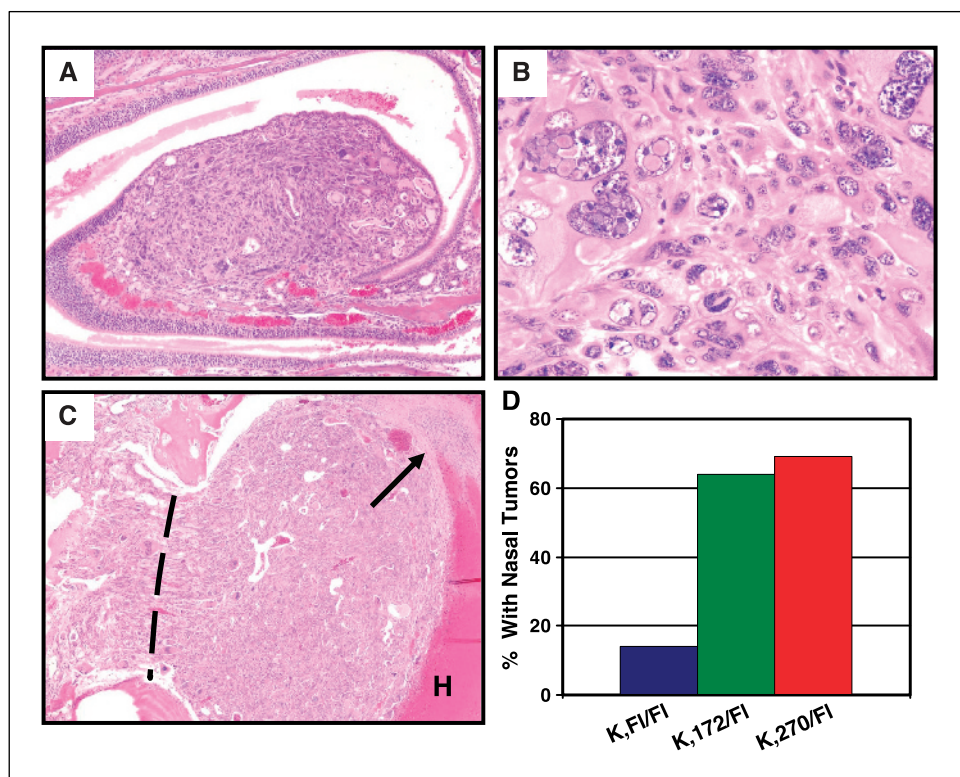 A
B
C
H
D
% With Nasal Tumors
80
60
40
20
0
K,Fl/Fl
K,172/Fl
K,270/Fl